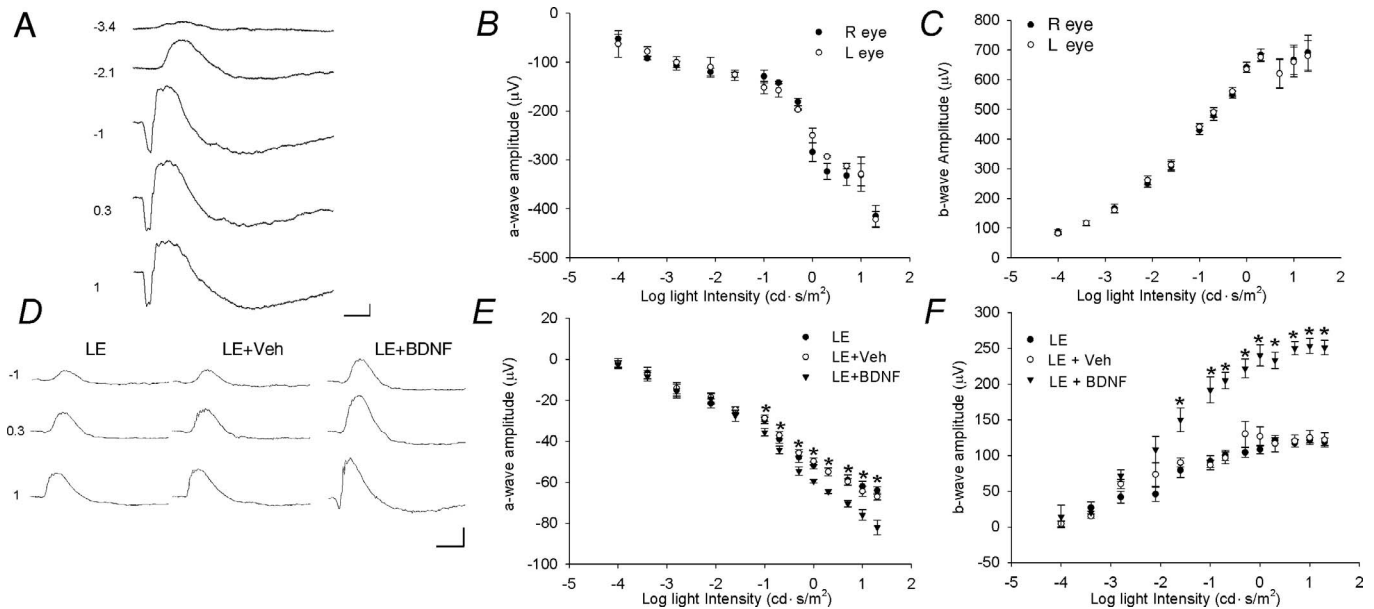 A
-3.4
-2.1
-1
0.3
1
B
R eye
L eye
a-wave amplitude (μV)
0
-100
-200
-300
-400
-500
-5 -4 -3 -2 -1 0 1 2
Log light Intensity (cd· s/m²)
C
R eye
L eye
b-wave Amplitude (μV)
800
700
600
500
400
300
200
100
0
-5 -4 -3 -2 -1 0 1 2
Log light Intensity (cd· s/m²)
D
LE LE+Veh LE+BDNF
-1
0.3
1
E
LE
LE+Veh
LE+BDNF
a-wave amplitude (μV)
20
0
-20
-40
-60
-80
-100
* * * * * * * *
-5 -4 -3 -2 -1 0 1 2
Log light Intensity (cd· s/m²)
F
LE
LE + Veh
LE + BDNF
b-wave amplitude (μV)
300
250
200
150
100
50
0
-50
* * * * * * * * *
-5 -4 -3 -2 -1 0 1 2
Log light Intensity (cd· s/m²)